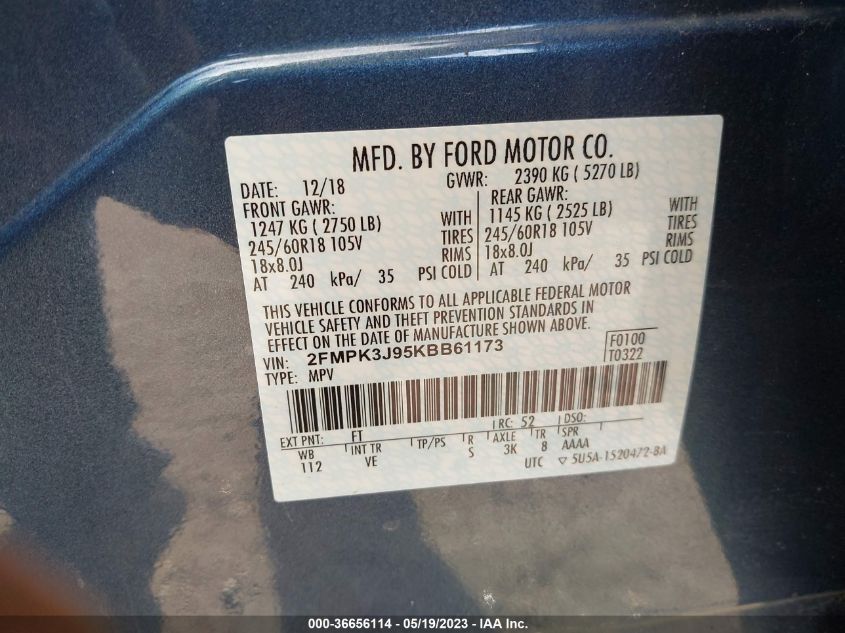 MFD. BY FORD MOTOR CO.
DATE: 12/18 GVWR: 2390 KG ( 5270 LB)
FRONT GAWR: REAR GAWR:
1247 KG ( 2750 LB) WITH 1145 KG ( 2525 LB) WITH
245/60R18 105V TIRES 245/60R18 105V TIRES
18x8.0J RIMS 18x8.0J RIMS
AT 240 kPa/ 35 PSI COLD AT 240 kPa/ 35 PSI COLD
THIS VEHICLE CONFORMS TO ALL APPLICABLE FEDERAL MOTOR
VEHICLE SAFETY AND THEFT PREVENTION STANDARDS IN
EFFECT ON THE DATE OF MANUFACTURE SHOWN ABOVE.
VIN: 2FMPK3J95KBB61173 F0100
TYPE: MPV T0322
EXT PNT: FT RC: 52 DSO:
WB INT TR TP/PS R AXLE TR SPR
112 VE S 3K 8 AAAA
UTC ▽ 5U5A-1520472-BA
000-36656114 - 05/19/2023 - IAA Inc.